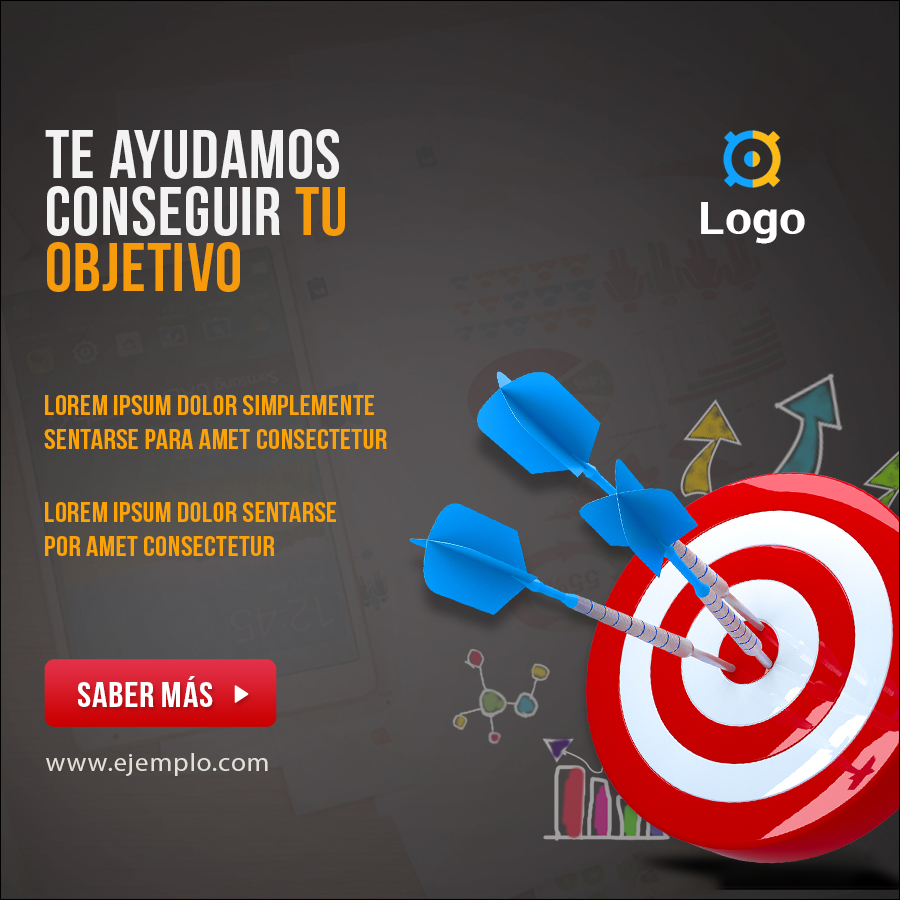 TE AYUDAMOS
CONSEGUIR TU
OBJETIVO
Logo
LOREM IPSUM DOLOR SIMPLEMENTE
SENTARSE PARA AMET CONSECTETUR
LOREM IPSUM DOLOR SENTARSE
POR AMET CONSECTETUR
SABER MÁS
www.ejemplo.com